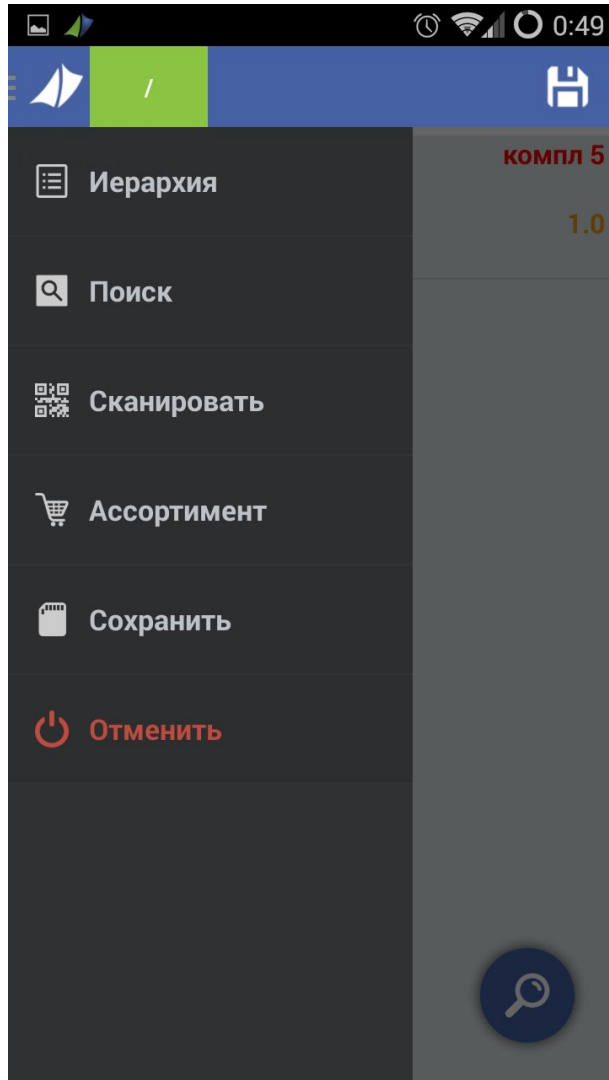 0:49
/
компл 5
Иерархия
1.0
Поиск
Сканировать
Ассортимент
Сохранить
Отменить